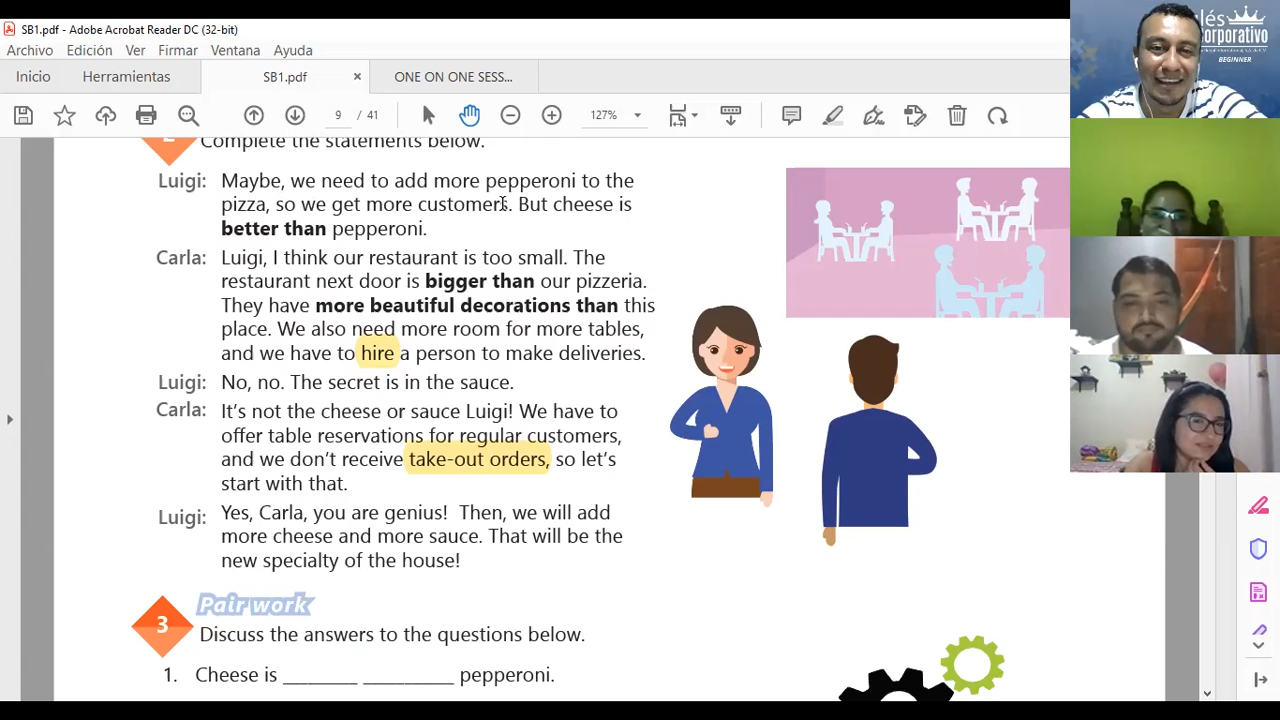 SB1.pdf - Adobe Acrobat Reader DC (32-bit)
Archivo Edición Ver Firmar Ventana Ayuda
Inicio Herramientas SB1.pdf × ONE ON ONE SESS...
9 / 41 127%
Complete the statements below.
Luigi: Maybe, we need to add more pepperoni to the
pizza, so we get more customers. But cheese is
better than pepperoni.
Carla: Luigi, I think our restaurant is too small. The
restaurant next door is bigger than our pizzeria.
They have more beautiful decorations than this
place. We also need more room for more tables,
and we have to hire a person to make deliveries.
Luigi: No, no. The secret is in the sauce.
Carla: It's not the cheese or sauce Luigi! We have to
offer table reservations for regular customers,
and we don't receive take-out orders, so let's
start with that.
Luigi: Yes, Carla, you are genius! Then, we will add
more cheese and more sauce. That will be the
new specialty of the house!
Pair work
3
Discuss the answers to the questions below.
1. Cheese is ________ __________ pepperoni.
BEGINNER